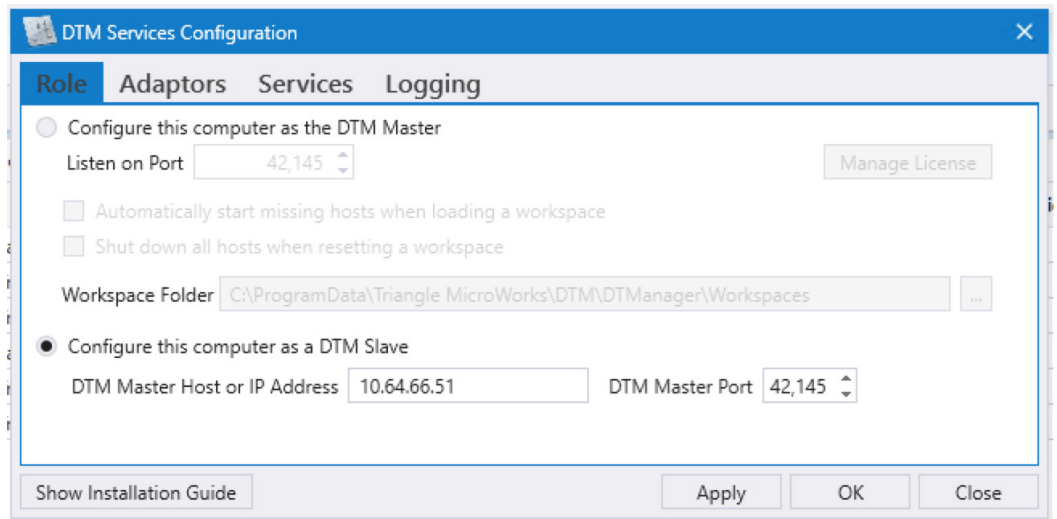 DTM Services Configuration
Role Adaptors Services Logging
Configure this computer as the DTM Master
Listen on Port 42,145 Manage License
Automatically start missing hosts when loading a workspace
Shut down all hosts when resetting a workspace
Workspace Folder C:\ProgramData\Triangle MicroWorks\DTM\DTManager\Workspaces ...
Configure this computer as a DTM Slave
DTM Master Host or IP Address 10.64.66.51 DTM Master Port 42,145
Show Installation Guide Apply OK Close